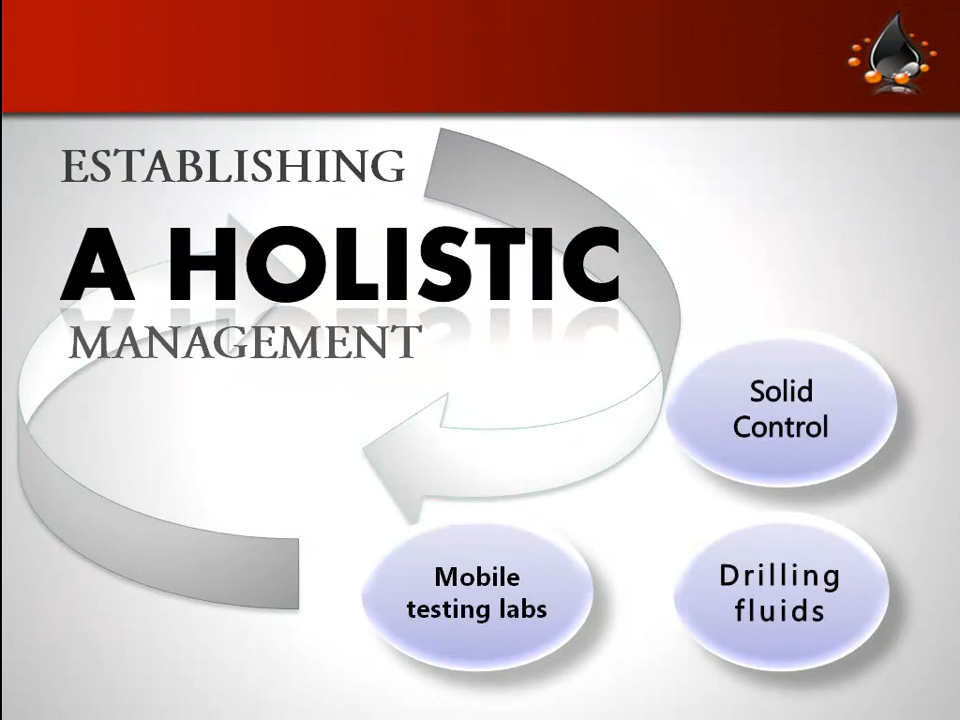 ESTABLISHING
A HOLISTIC
MANAGEMENT
Solid
Control
Mobile
testing labs
Drilling
fluids